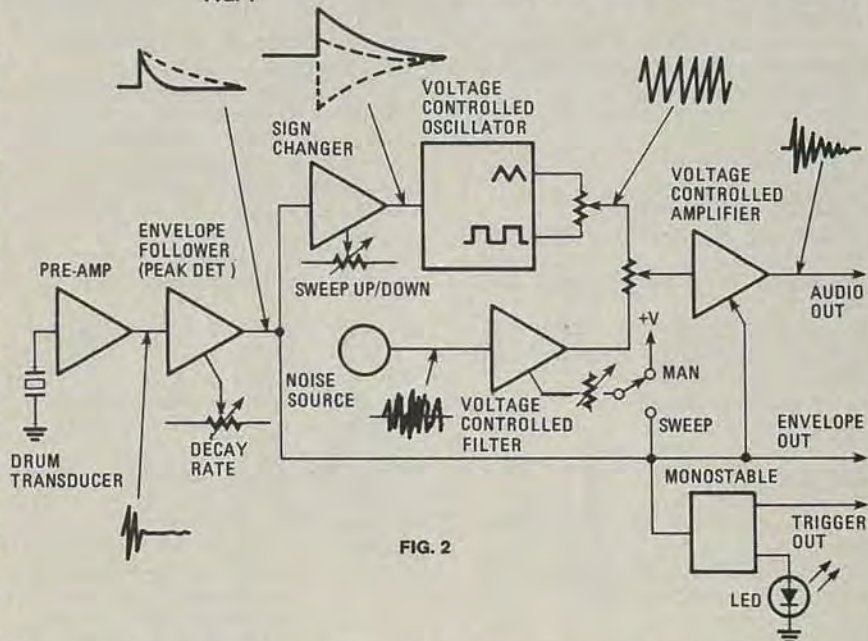 VOLTAGE
CONTROLLED
OSCILLATOR
SIGN
CHANGER
VOLTAGE
CONTROLLED
AMPLIFIER
ENVELOPE
FOLLOWER
(PEAK DET)
PRE-AMP
SWEEP UP/DOWN
AUDIO
OUT
+V
MAN
NOISE
SOURCE
VOLTAGE
CONTROLLED
FILTER
SWEEP
ENVELOPE
OUT
DECAY
RATE
DRUM
TRANSDUCER
MONOSTABLE
TRIGGER
OUT
FIG. 2
LED